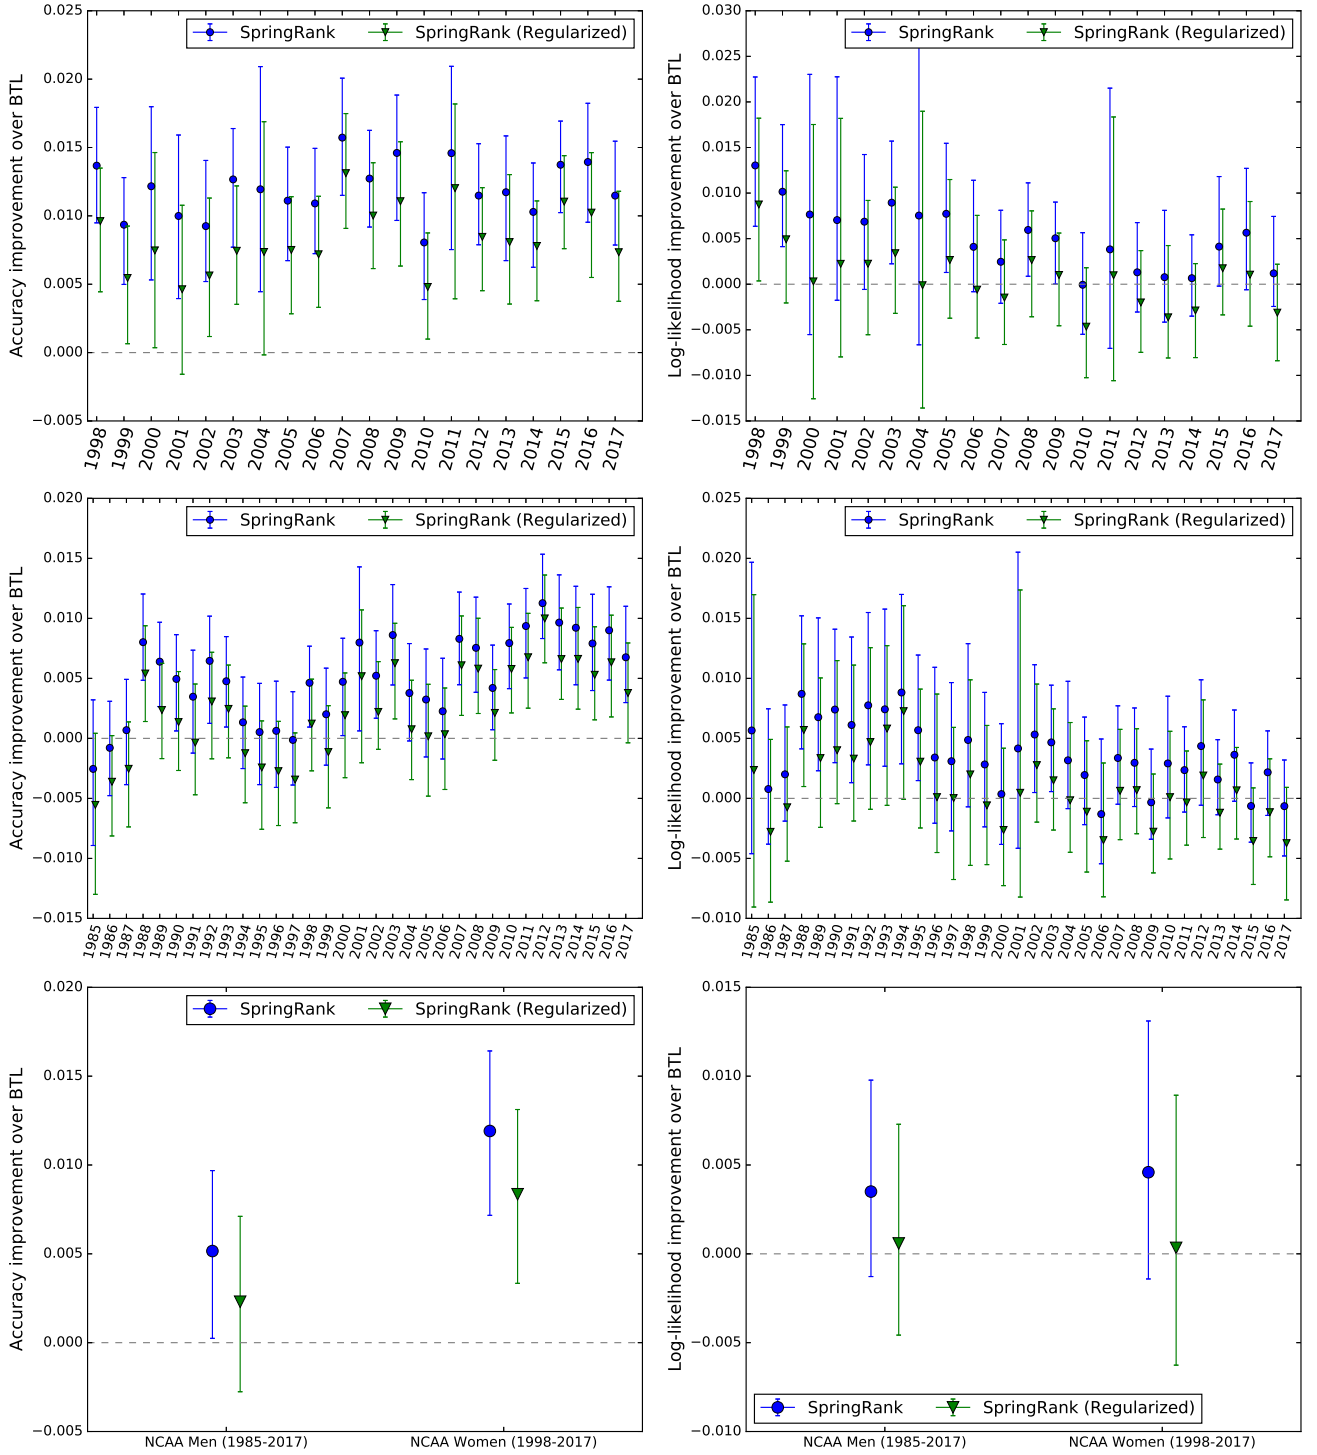 SpringRank SpringRank (Regularized)
Accuracy improvement over BTL
0.025
0.020
0.015
0.010
0.005
0.000
−0.005
1998 1999 2000 2001 2002 2003 2004 2005 2006 2007 2008 2009 2010 2011 2012 2013 2014 2015 2016 2017
SpringRank SpringRank (Regularized)
Log-likelihood improvement over BTL
0.030
0.025
0.020
0.015
0.010
0.005
0.000
−0.005
−0.010
−0.015
1998 1999 2000 2001 2002 2003 2004 2005 2006 2007 2008 2009 2010 2011 2012 2013 2014 2015 2016 2017
SpringRank SpringRank (Regularized)
Accuracy improvement over BTL
0.020
0.015
0.010
0.005
0.000
−0.005
−0.010
−0.015
1985 1986 1987 1988 1989 1990 1991 1992 1993 1994 1995 1996 1997 1998 1999 2000 2001 2002 2003 2004 2005 2006 2007 2008 2009 2010 2011 2012 2013 2014 2015 2016 2017
SpringRank SpringRank (Regularized)
Log-likelihood improvement over BTL
0.025
0.020
0.015
0.010
0.005
0.000
−0.005
−0.010
1985 1986 1987 1988 1989 1990 1991 1992 1993 1994 1995 1996 1997 1998 1999 2000 2001 2002 2003 2004 2005 2006 2007 2008 2009 2010 2011 2012 2013 2014 2015 2016 2017
SpringRank SpringRank (Regularized)
Accuracy improvement over BTL
0.020
0.015
0.010
0.005
0.000
−0.005
NCAA Men (1985-2017) NCAA Women (1998-2017)
Log-likelihood improvement over BTL
0.015
0.010
0.005
0.000
−0.005
−0.010
SpringRank SpringRank (Regularized)
NCAA Men (1985-2017) NCAA Women (1998-2017)